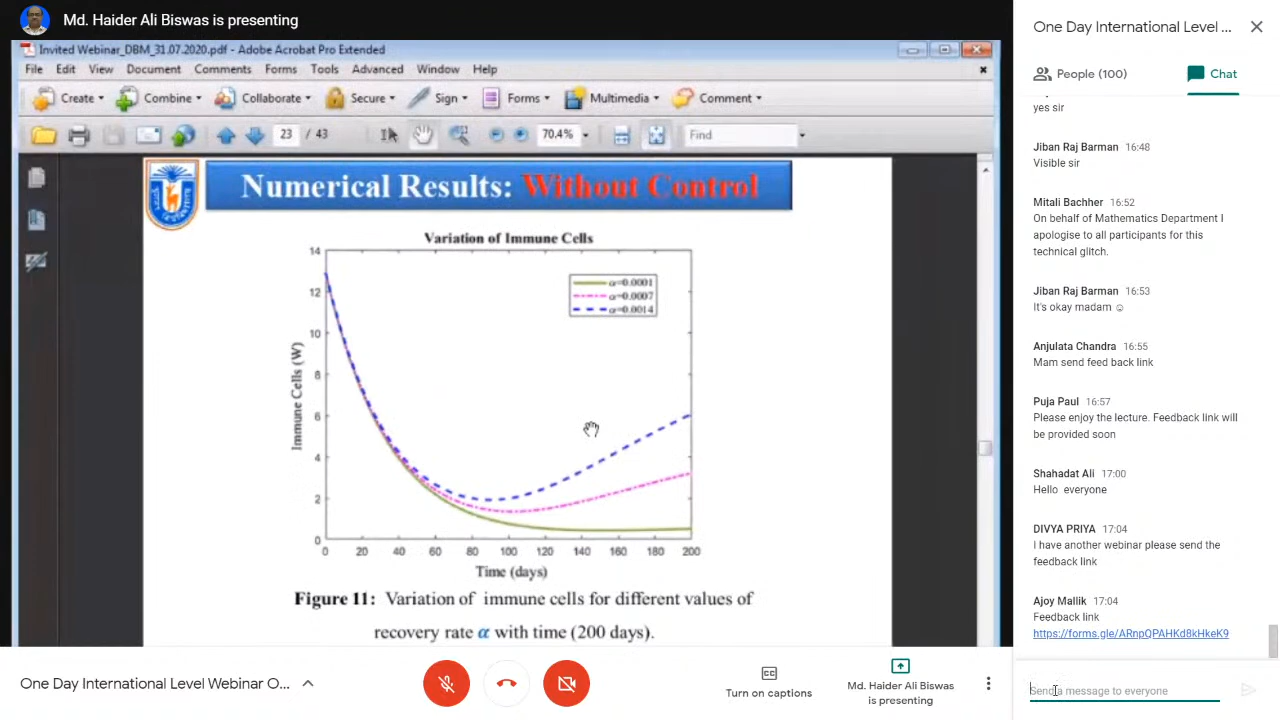 Md. Haider Ali Biswas is presenting
Invited Webinar_DBM_31.07.2020.pdf - Adobe Acrobat Pro Extended
File Edit View Document Comments Forms Tools Advanced Window Help
Create Combine Collaborate Secure Sign Forms Multimedia Comment
23 / 43 70.4% Find
Numerical Results: Without Control
Variation of Immune Cells
α=0.0001
α=0.0007
α=0.0014
Immune Cells (W)
14
12
10
8
6
4
2
0
0 20 40 60 80 100 120 140 160 180 200
Time (days)
Figure 11: Variation of immune cells for different values of
recovery rate α with time (200 days).
One Day International Level Webinar O...
Turn on captions
Md. Haider Ali Biswas
is presenting
One Day International Level ...
People (100)
Chat
yes sir
Jiban Raj Barman 16:48
Visible sir
Mitali Bachher 16:52
On behalf of Mathematics Department I
apologise to all participants for this
technical glitch.
Jiban Raj Barman 16:53
It's okay madam ☺
Anjulata Chandra 16:55
Mam send feed back link
Puja Paul 16:57
Please enjoy the lecture. Feedback link will
be provided soon
Shahadat Ali 17:00
Hello everyone
DIVYA PRIYA 17:04
I have another webinar please send the
feedback link
Ajoy Mallik 17:04
Feedback link
https://forms.gle/ARnpQPAHKd8kHkeK9
Send a message to everyone